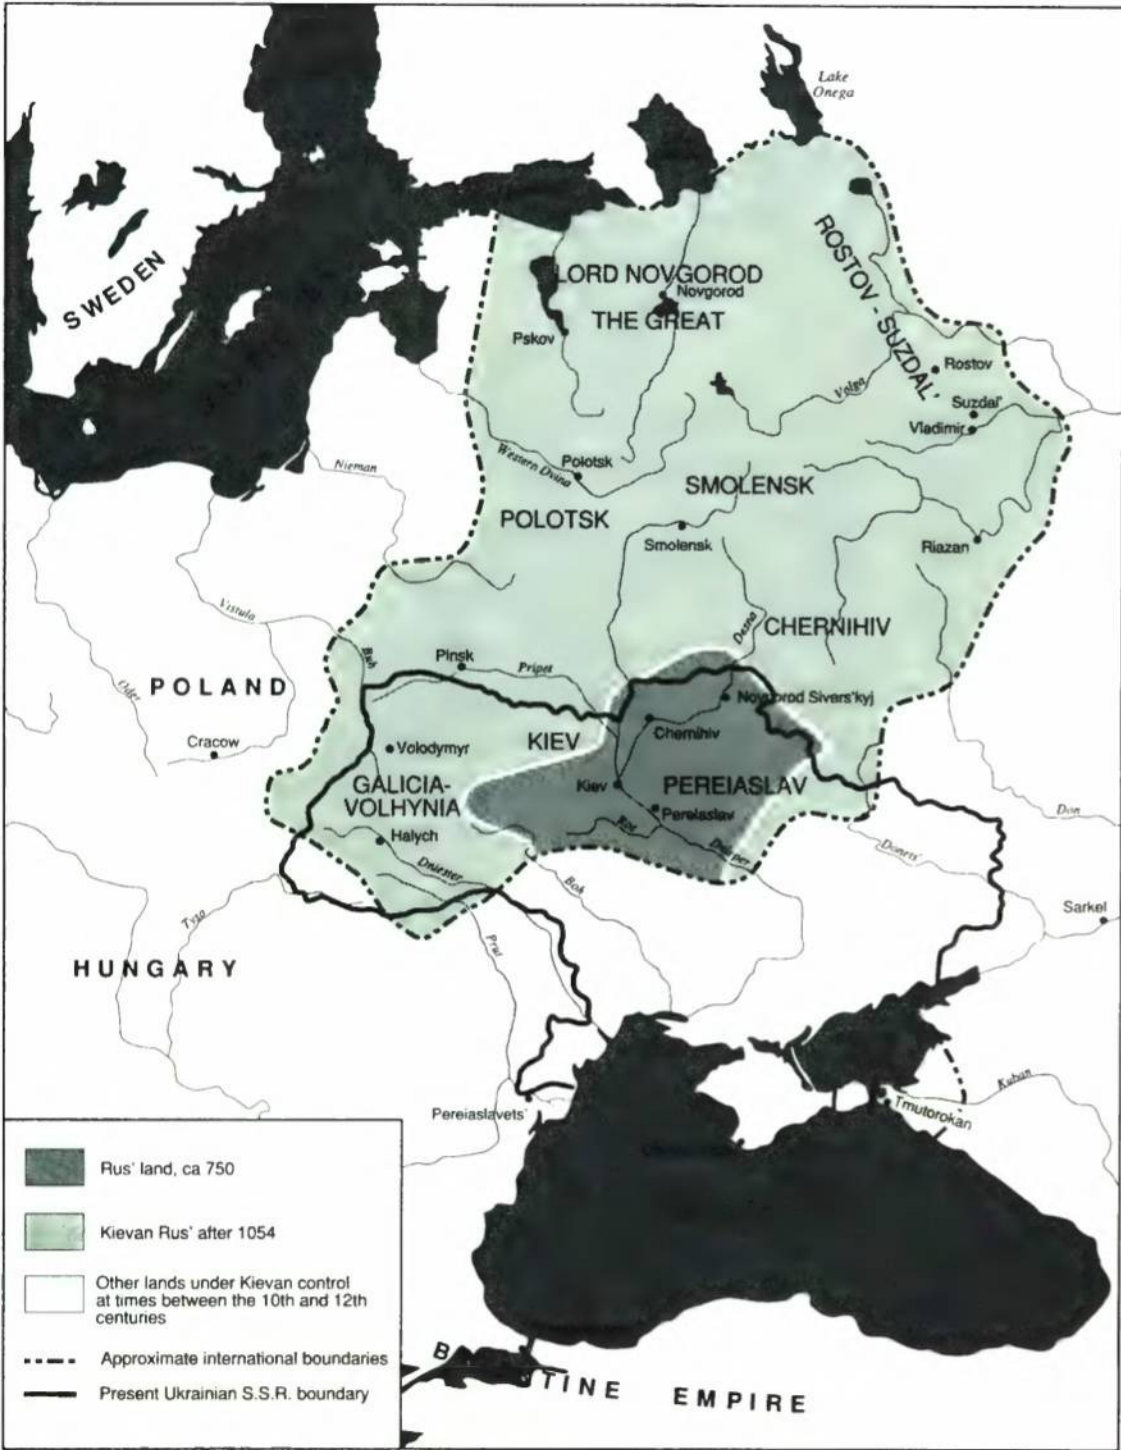 Lake
Onega
SWEDEN
ROSTOV - SUZDAL'
LORD NOVGOROD
Novgorod
THE GREAT
Pskov
Rostov
Volga
Suzdal'
Vladimir
Nieman
Western Dvina
Polotsk
SMOLENSK
POLOTSK
Smolensk
Riazan
Vistula
Desna
CHERNIHIV
Buh
Pinsk
Pripet
POLAND
Oder
Novgorod Sivers'kyj
Chernihiv
Cracow
Volodymyr
KIEV
GALICIA-
VOLHYNIA
Kiev
PEREIASLAV
Pereiaslav
Ros
Dnieper
Don
Halych
Dniester
Boh
Donets'
Sarkel
Tysa
Prut
HUNGARY
Kuban
Pereiaslavets'
Tmutorokan
Rus' land, ca 750
Kievan Rus' after 1054
Other lands under Kievan control
at times between the 10th and 12th
centuries
Approximate international boundaries
Present Ukrainian S.S.R. boundary
B TINE EMPIRE